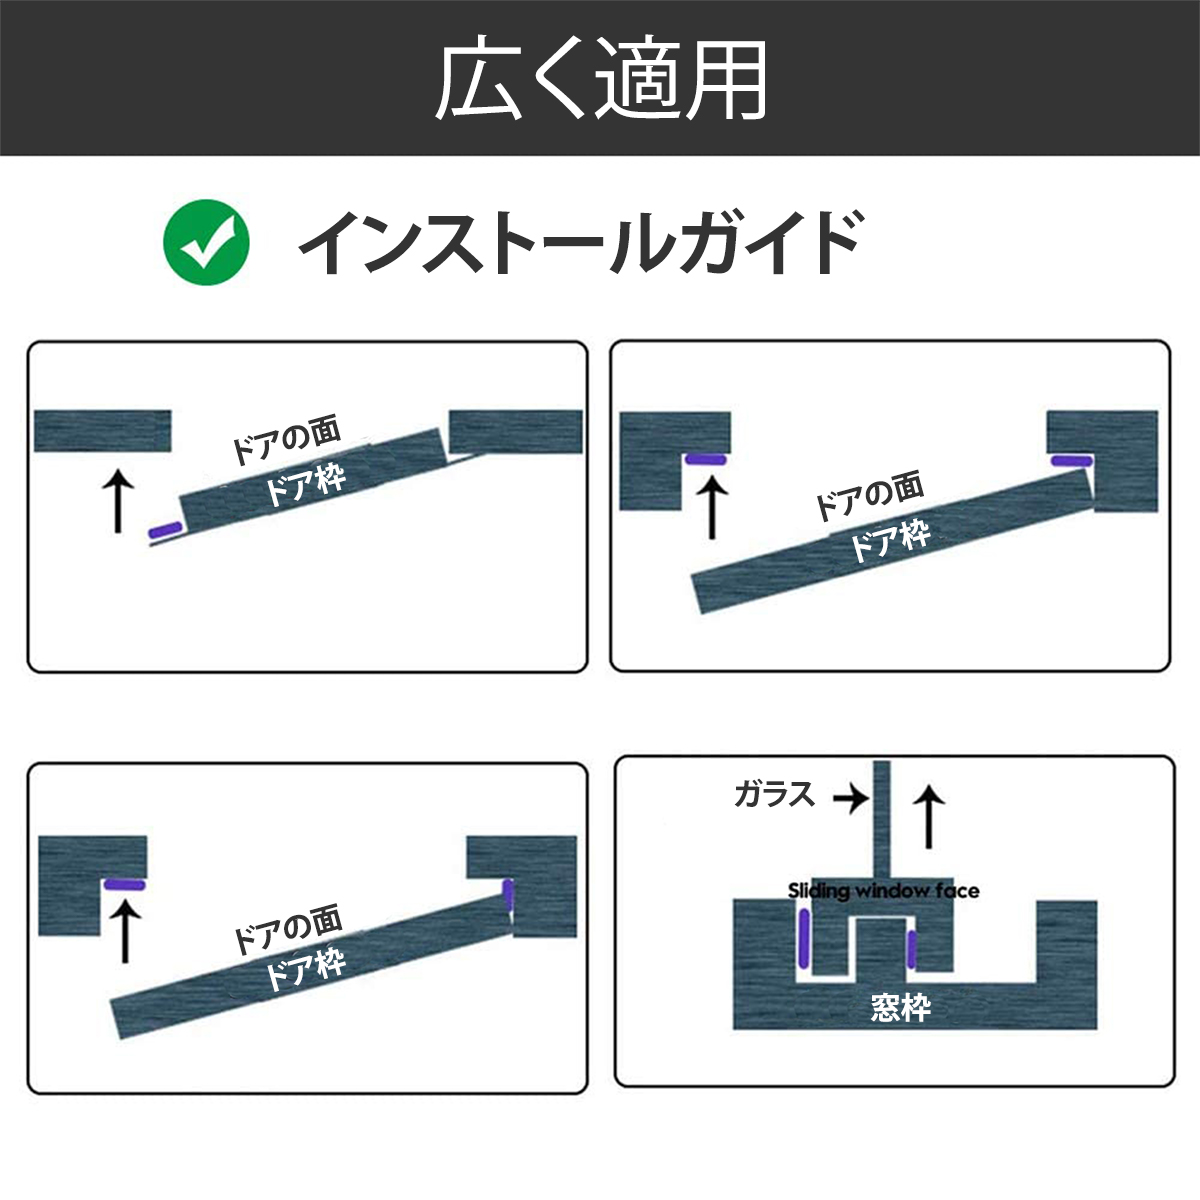 広く適用
インストールガイド
ドアの面
ドア枠
ドアの面
ドア枠
ドアの面
ドア枠
ガラス
Sliding window face
窓枠